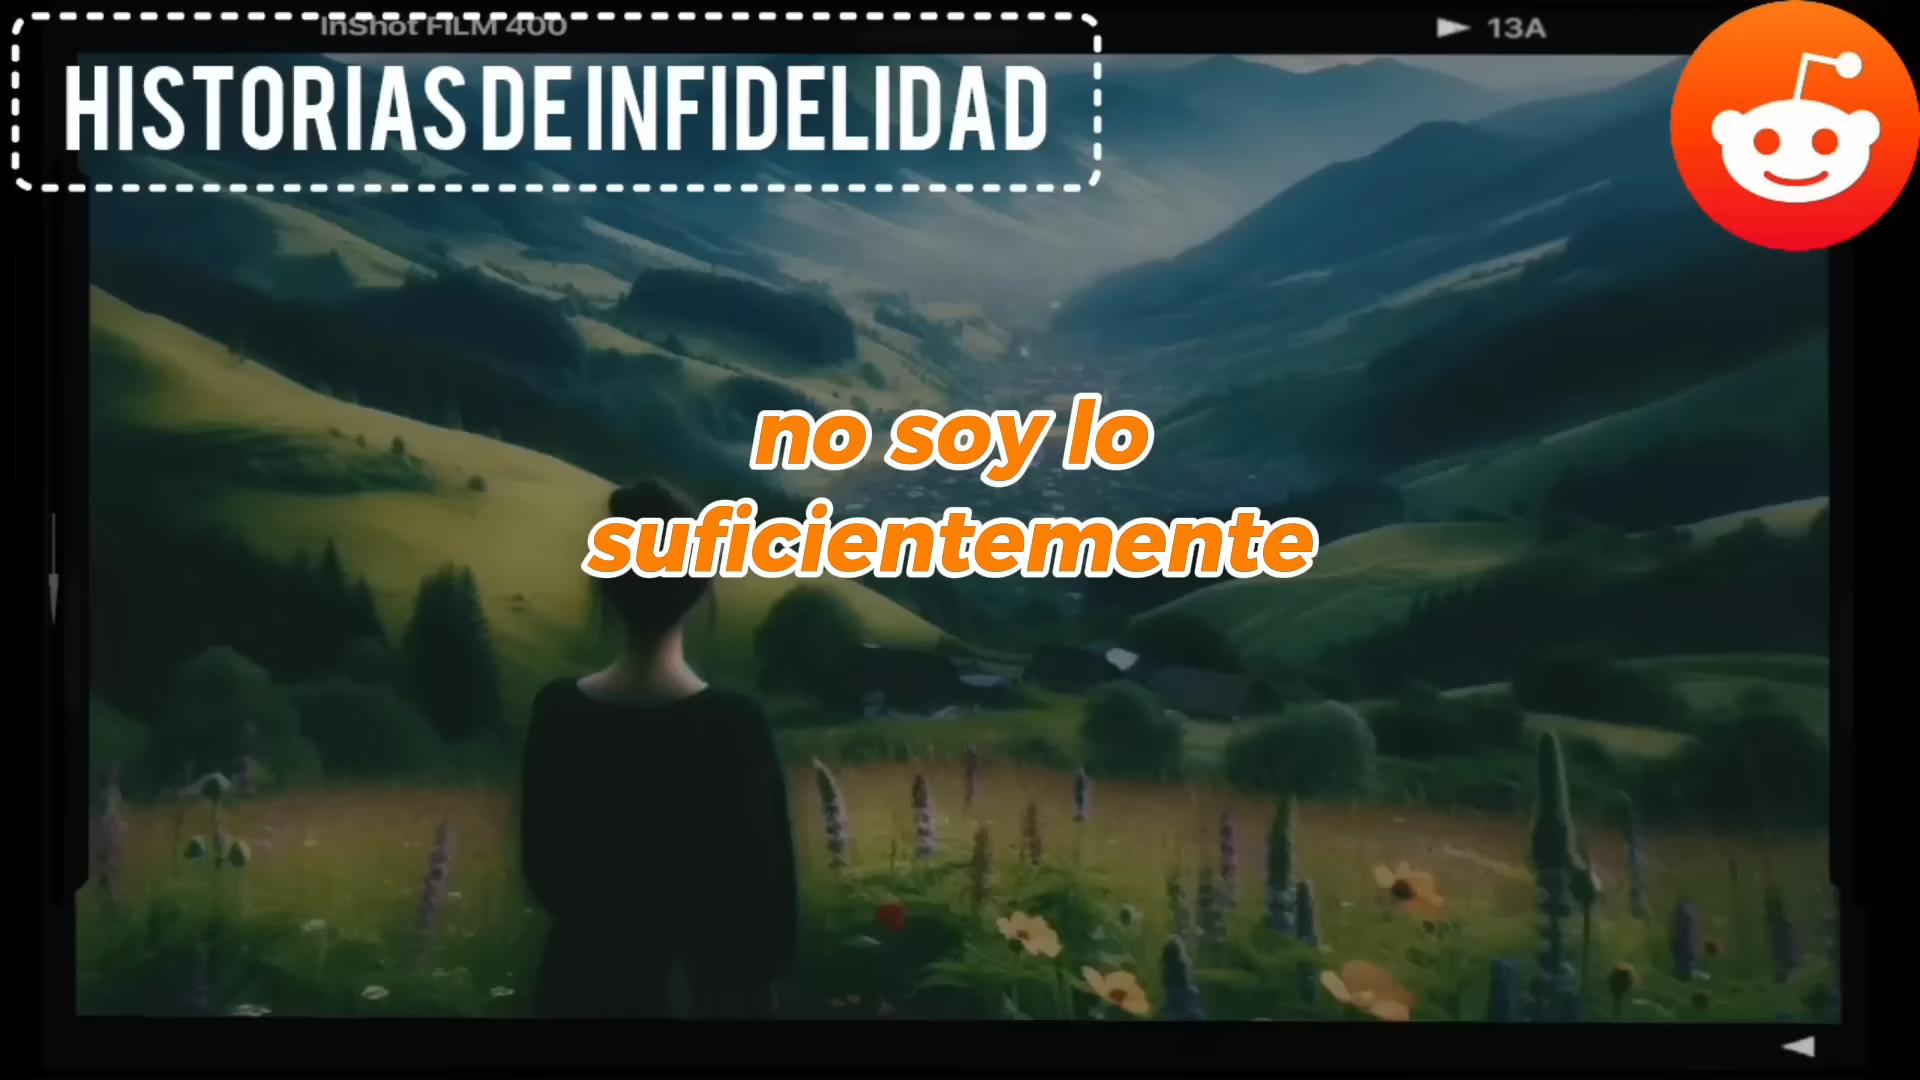 InShot FILM 400
13A
HISTORIAS DE INFIDELIDAD
no soy lo
suficientemente